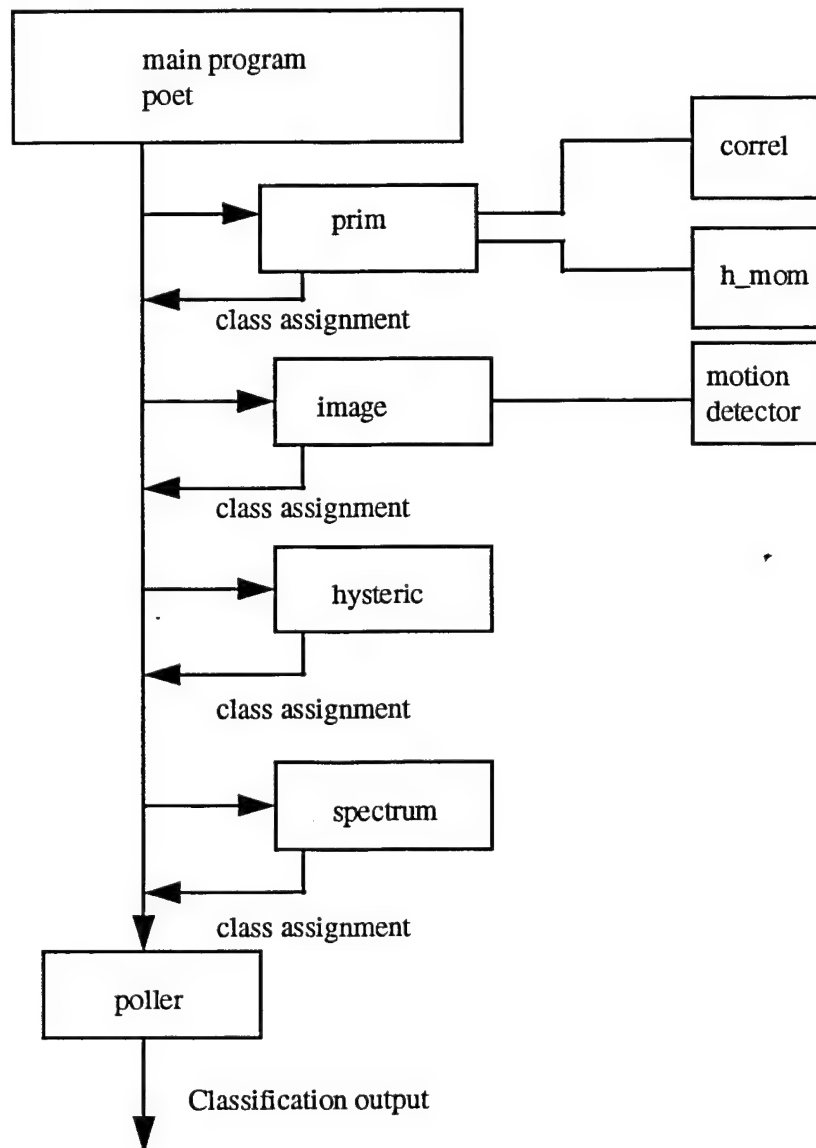 main program
poet
correl
prim
h_mom
class assignment
motion
detector
image
class assignment
hysteric
class assignment
spectrum
class assignment
poller
Classification output